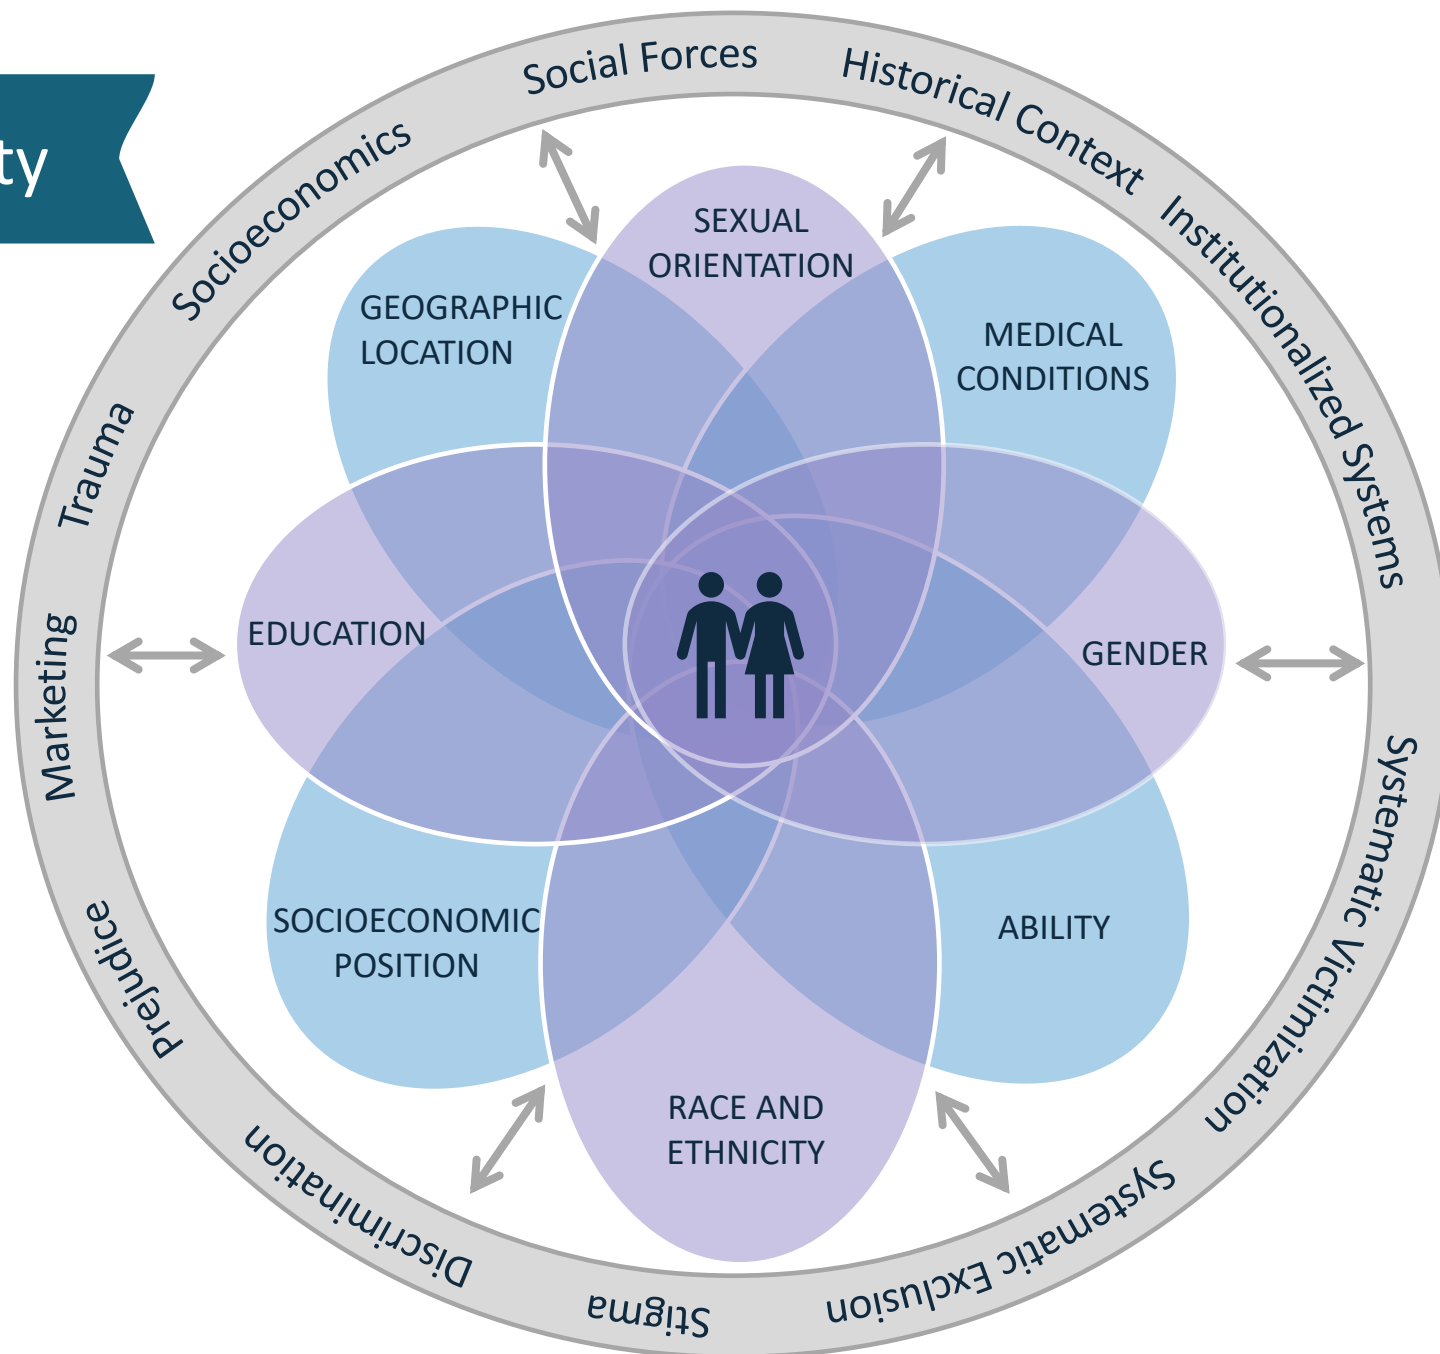 ty
Social Forces
Historical Context
Institutionalized Systems
Systematic Victimization
Systematic Exclusion
Stigma
Discrimination
Prejudice
Marketing
Trauma
Socioeconomics
SEXUAL
ORIENTATION
MEDICAL
CONDITIONS
GENDER
ABILITY
RACE AND
ETHNICITY
SOCIOECONOMIC
POSITION
EDUCATION
GEOGRAPHIC
LOCATION